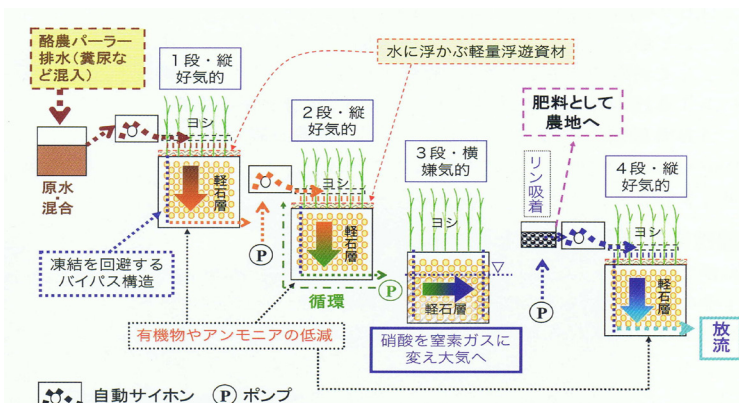 酪農パーラー
排水(糞尿な
ど混入)
原水
・
混合
1段・縦
好気的
ヨシ
軽石層
水に浮かぶ軽量浮遊資材
2段・縦
好気的
ヨシ
軽石層
P
循環
P
凍結を回避する
バイパス構造
有機物やアンモニアの低減
3段・横
嫌気的
ヨシ
軽石層
硝酸を窒素ガスに
変え大気へ
肥料として
農地へ
リン吸着
P
4段・縦
好気的
ヨシ
軽石層
放
流
自動サイホン
P ポンプ